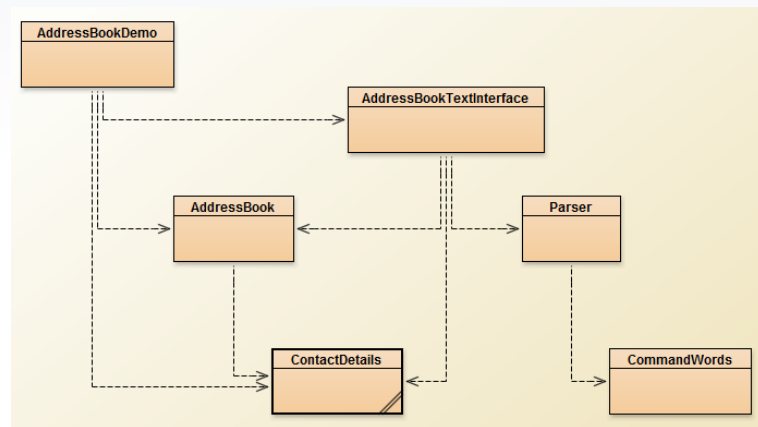 AddressBookDemo
AddressBookTextInterface
AddressBook
Parser
ContactDetails
CommandWords